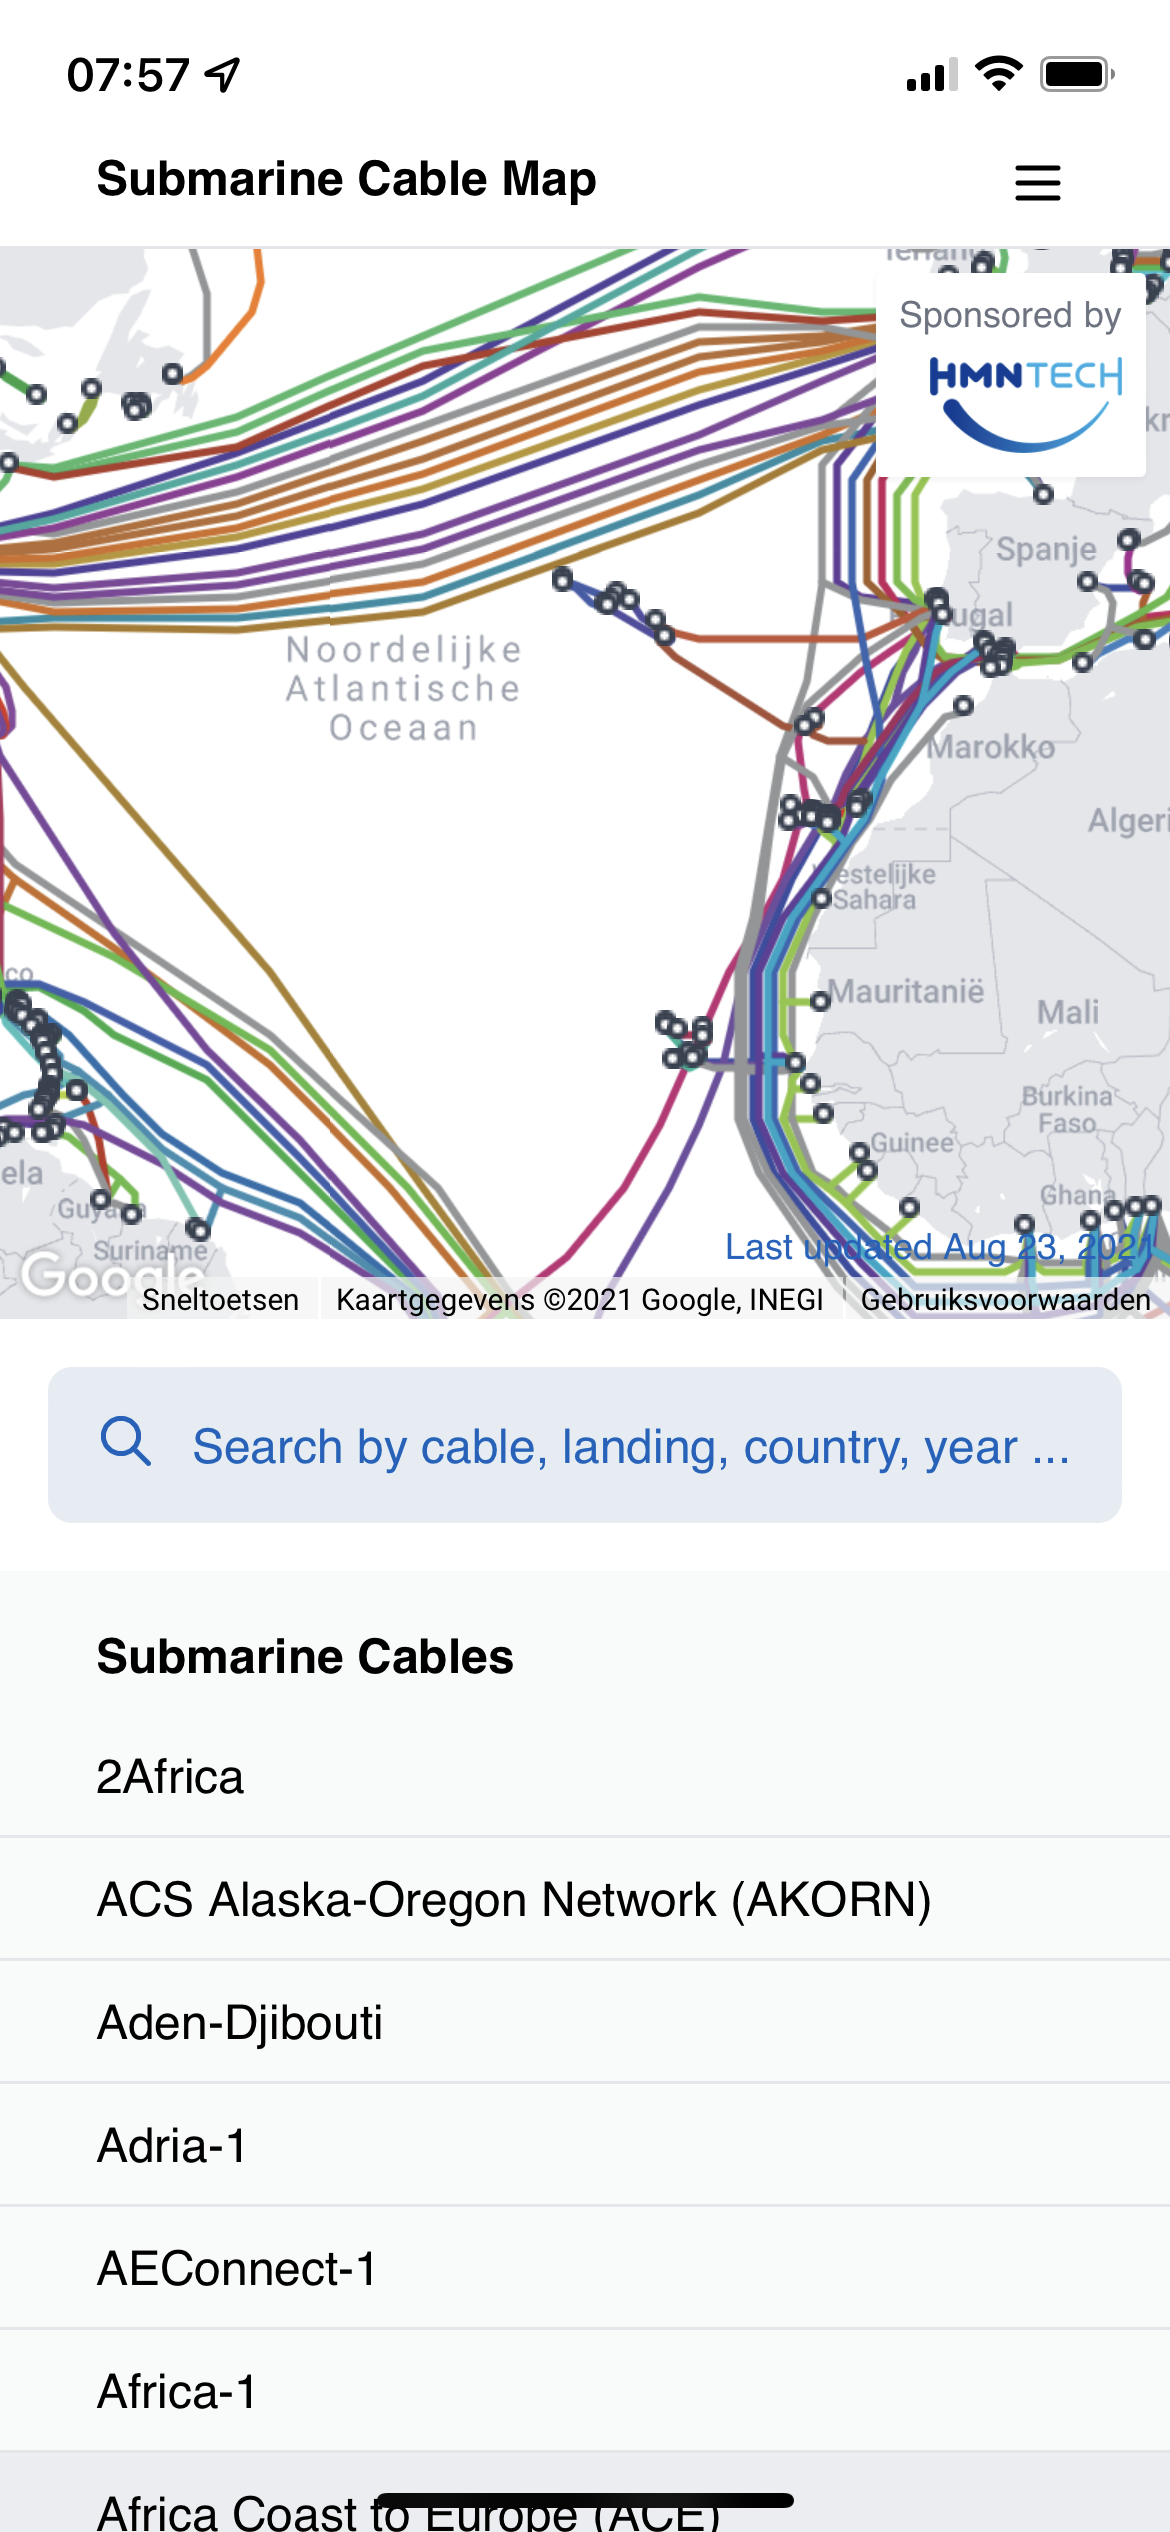 07:57
Submarine Cable Map
Sponsored by
HMNTECH
Spanje
ugal
Noordelijke
Atlantische
Oceaan
Marokko
Algeri
estelijke
Sahara
co
Mauritanië
Mali
Burkina
Faso
Guinee
ela
Ghana
Suriname
Last updated Aug 23, 2021
Google
Sneltoetsen
Kaartgegevens ©2021 Google, INEGI
Gebruiksvoorwaarden
Search by cable, landing, country, year ...
Submarine Cables
2Africa
ACS Alaska-Oregon Network (AKORN)
Aden-Djibouti
Adria-1
AEConnect-1
Africa-1
Africa Coast to Europe (ACE)